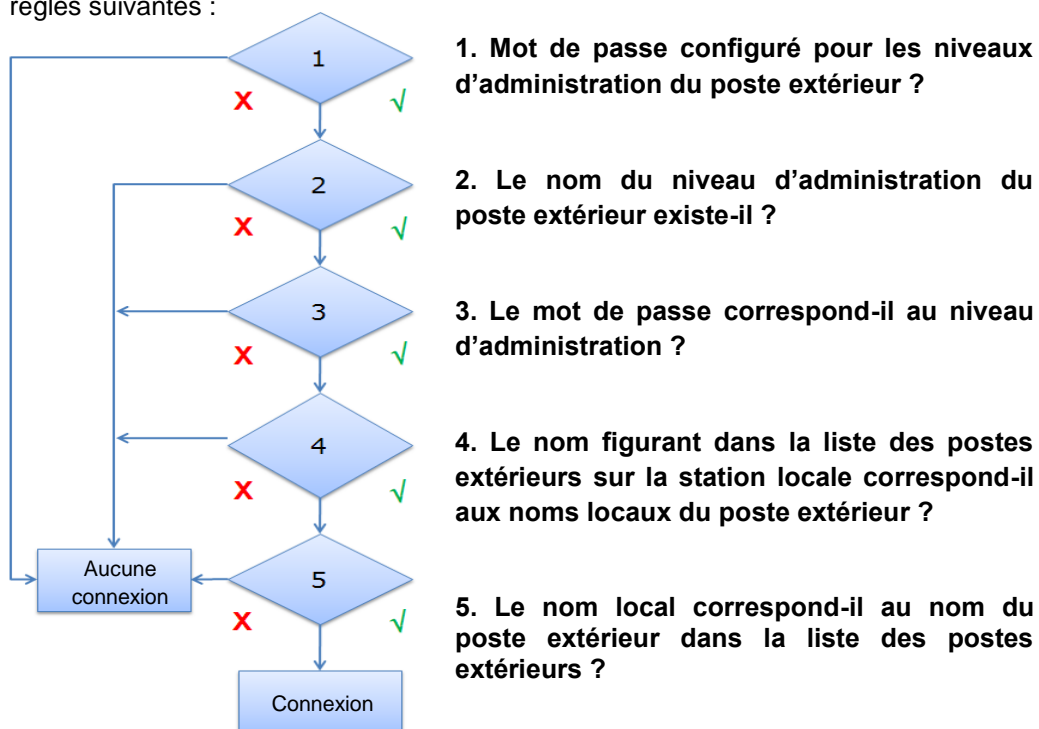 règles suivantes :
1
X √
1. Mot de passe configuré pour les niveaux
d’administration du poste extérieur ?
2
X √
2. Le nom du niveau d’administration du
poste extérieur existe-il ?
3
X √
3. Le mot de passe correspond-il au niveau
d’administration ?
4
X √
4. Le nom figurant dans la liste des postes
extérieurs sur la station locale correspond-il
aux noms locaux du poste extérieur ?
Aucune
connexion
5
X √
5. Le nom local correspond-il au nom du
poste extérieur dans la liste des postes
extérieurs ?
Connexion